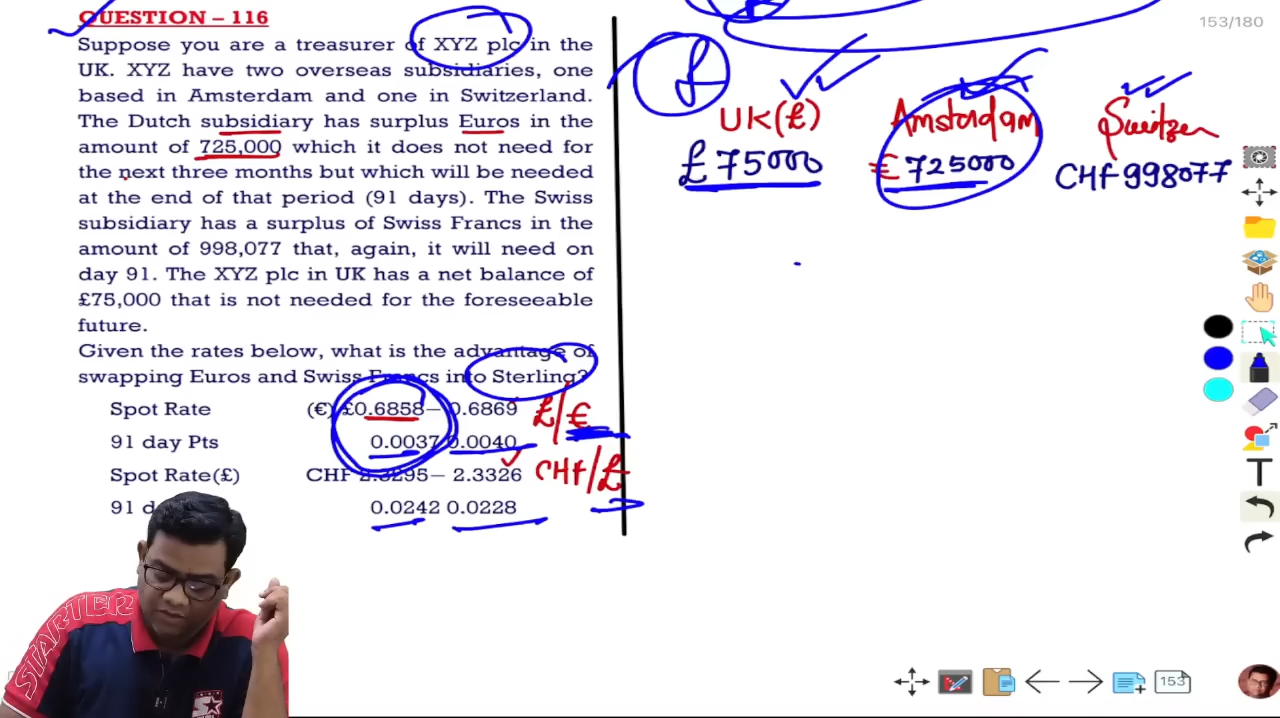 QUESTION – 116
153/180
Suppose you are a treasurer of XYZ plc in the
UK. XYZ have two overseas subsidiaries, one
based in Amsterdam and one in Switzerland.
The Dutch subsidiary has surplus Euros in the
amount of 725,000 which it does not need for
the next three months but which will be needed
at the end of that period (91 days). The Swiss
subsidiary has a surplus of Swiss Francs in the
amount of 998,077 that, again, it will need on
day 91. The XYZ plc in UK has a net balance of
£75,000 that is not needed for the foreseeable
future.
Given the rates below, what is the advantage of
swapping Euros and Swiss Francs into Sterling?
Spot Rate (€) £0.6858– 0.6869 £/€
91 day Pts 0.0037 0.0040
Spot Rate(£) CHF 2.3295– 2.3326 CHF/£
91 d 0.0242 0.0228
£
UK(£) Amsterdam Switzer
£75000 € 725000 CHF 998077
STARTER
STARTER
153